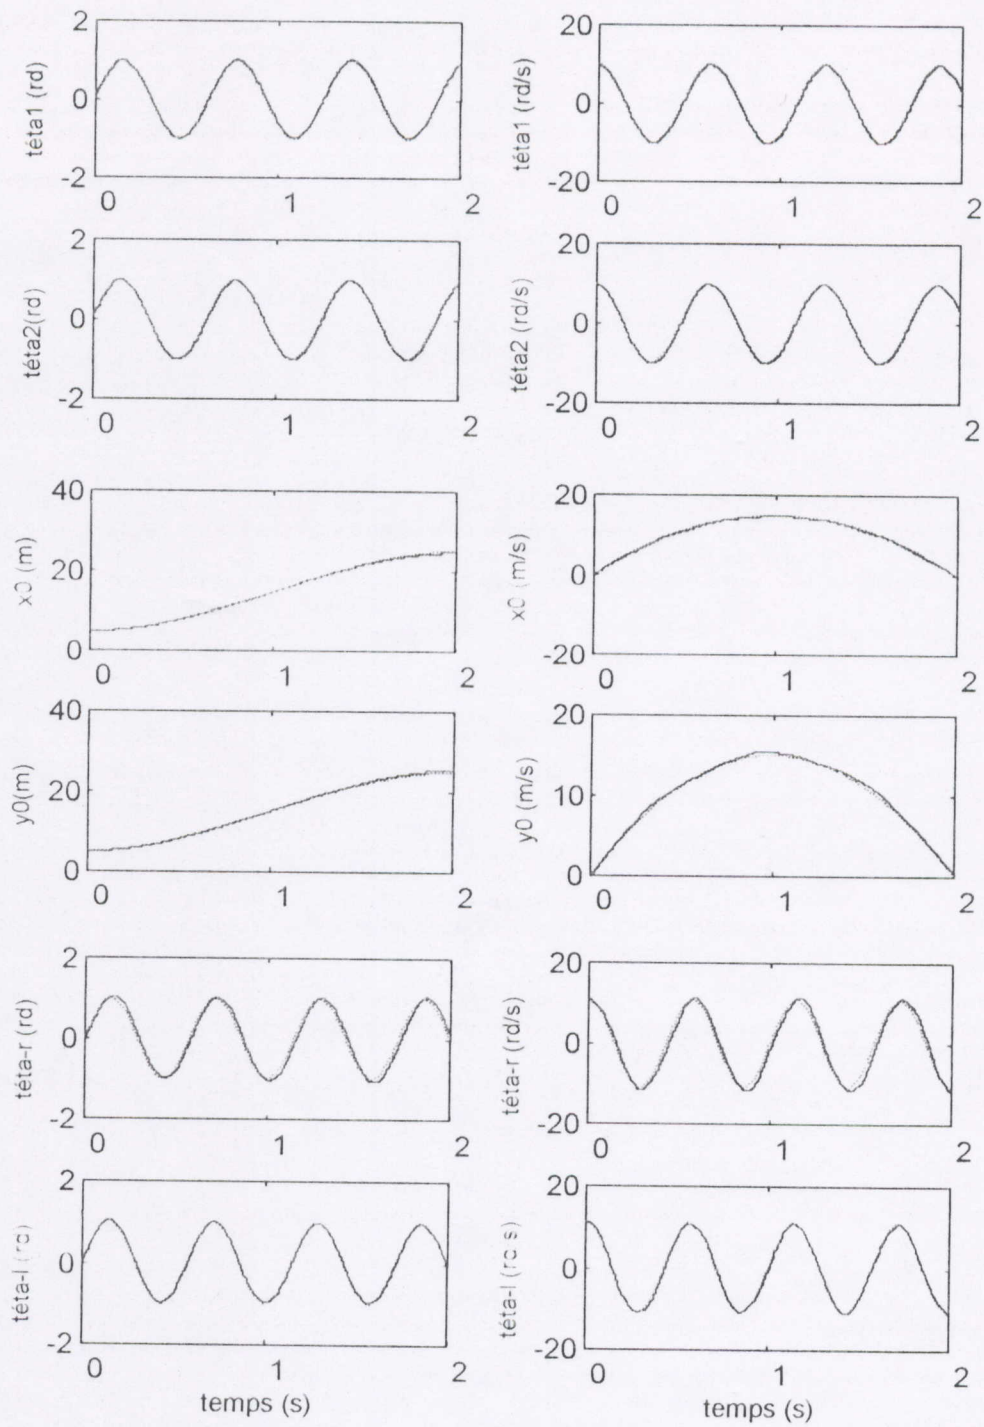 2 20
téta1 (rd) téta1 (rd/s)
0 0
-2 -20
0 1 2 0 1 2
2 20
téta2(rd) téta2 (rd/s)
0 0
-2 -20
0 1 2 0 1 2
40 20
x0 (m) x0 (m/s)
20 0
0 -20
0 1 2 0 1 2
40 20
y0(m) y0 (m/s)
20 10
0 0
0 1 2 0 1 2
2 20
téta-r (rd) téta-r (rd/s)
0 0
-2 -20
0 1 2 0 1 2
2 20
téta-l téta-l
0 0
-2 -20
0 1 2 0 1 2
temps (s) temps (s)